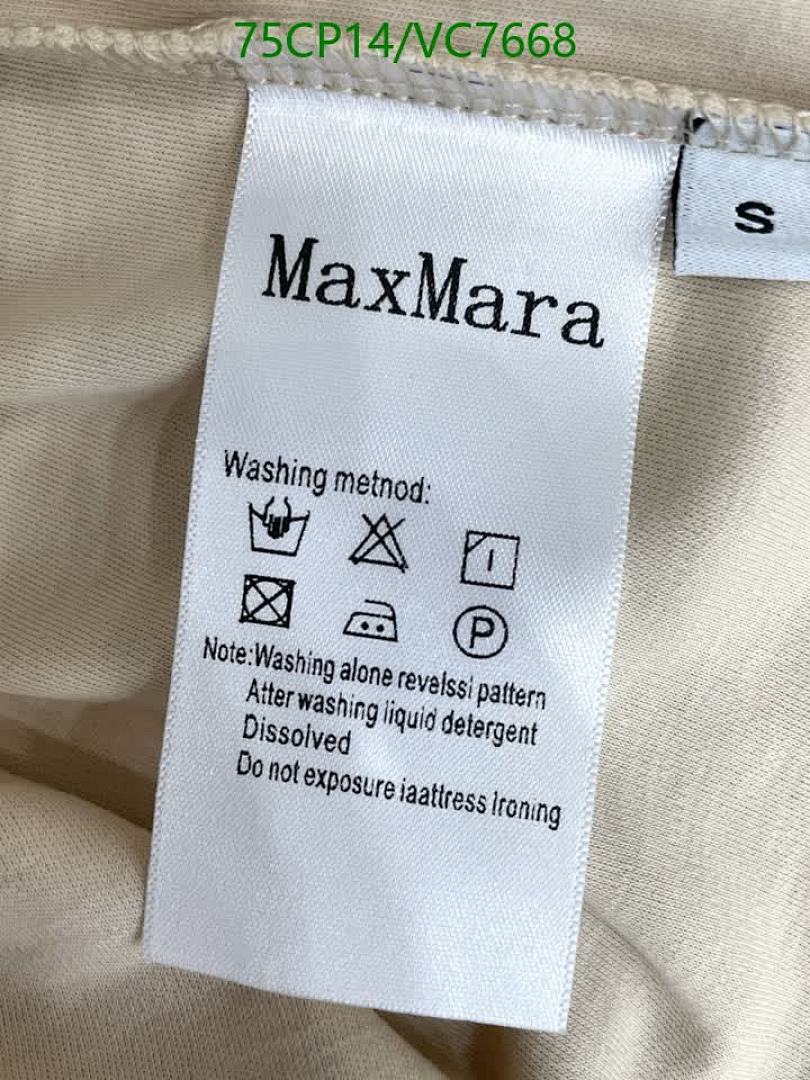 75CP14/VC7668
S
MaxMara
Washing metnod:
P
Note:Washing alone revelssi pattern
Atter washing liquid detergent
Dissolved
Do not exposure iaattress Ironing